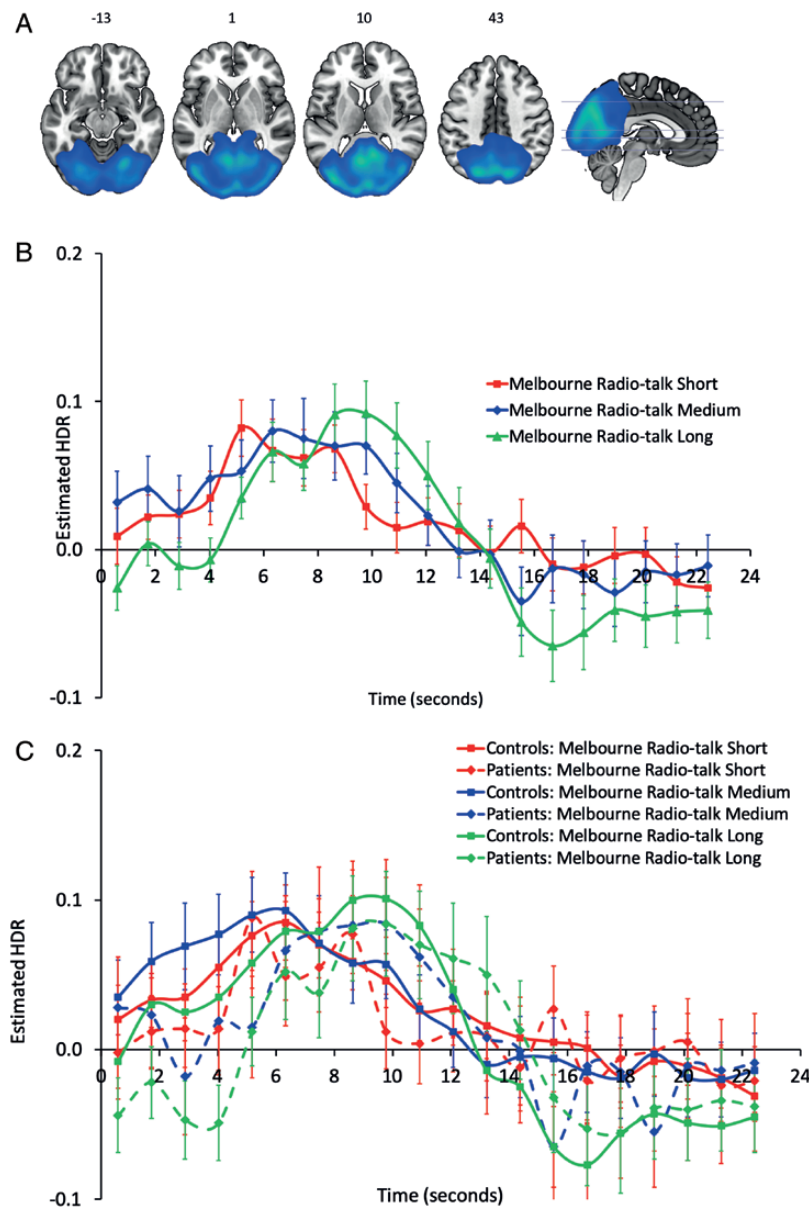 A
-13 1 10 43
B
0.2
0.1
0.0
-0.1
Estimated HDR
0 2 4 6 8 10 12 14 16 18 20 22 24
Time (seconds)
Melbourne Radio-talk Short
Melbourne Radio-talk Medium
Melbourne Radio-talk Long
C
0.2
0.1
0.0
-0.1
Estimated HDR
0 2 4 6 8 10 12 14 16 18 20 22 24
Time (seconds)
Controls: Melbourne Radio-talk Short
Patients: Melbourne Radio-talk Short
Controls: Melbourne Radio-talk Medium
Patients: Melbourne Radio-talk Medium
Controls: Melbourne Radio-talk Long
Patients: Melbourne Radio-talk Long